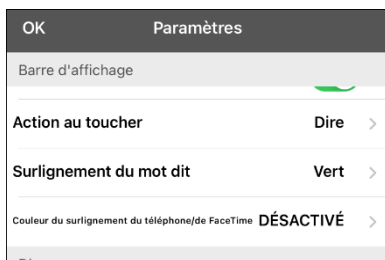 OK Paramètres
Barre d'affichage
Action au toucher Dire
Surlignement du mot dit Vert
Couleur du surlignement du téléphone/de FaceTime DÉSACTIVÉ